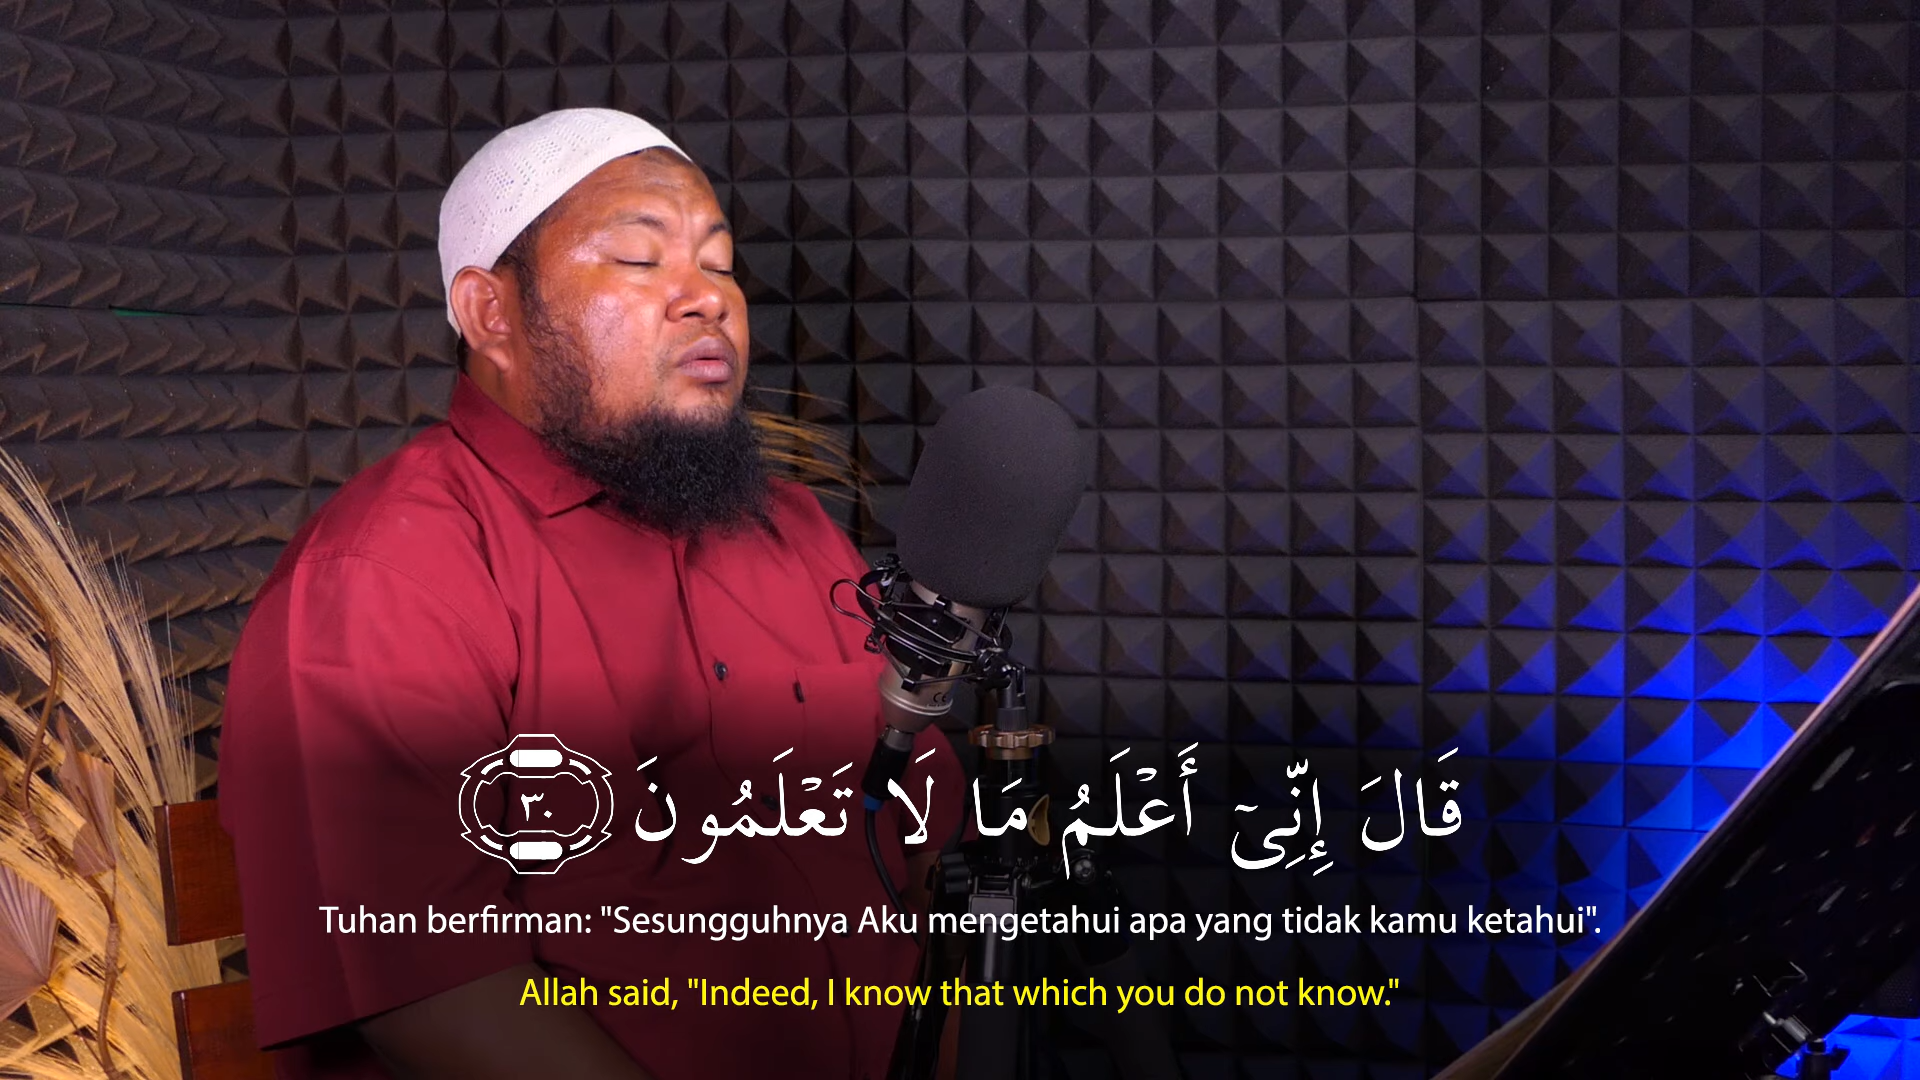 قَالَ إِنِّىٓ أَعْلَمُ مَا لَا تَعْلَمُونَ ٣٠
Tuhan berfirman: "Sesungguhnya Aku mengetahui apa yang tidak kamu ketahui".
Allah said, "Indeed, I know that which you do not know."